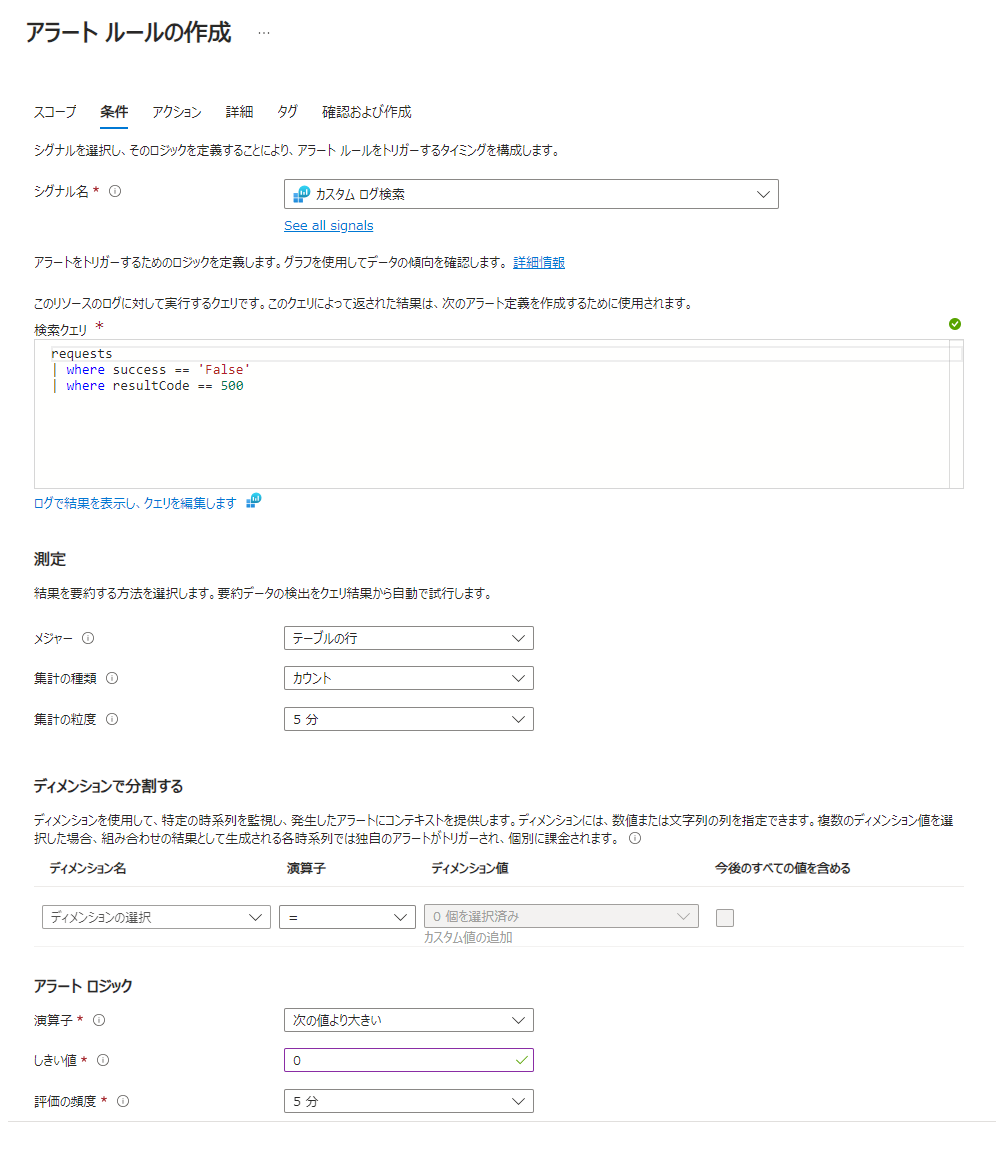 アラート ルールの作成 …
スコープ 条件 アクション 詳細 タグ 確認および作成
シグナルを選択し、そのロジックを定義することにより、アラート ルールをトリガーするタイミングを構成します。
シグナル名 * カスタム ログ検索
See all signals
アラートをトリガーするためのロジックを定義します。グラフを使用してデータの傾向を確認します。 詳細情報
このリソースのログに対して実行するクエリです。このクエリによって返された結果は、次のアラート定義を作成するために使用されます。
検索クエリ *
requests
| where success == 'False'
| where resultCode == 500
ログで結果を表示し、クエリを編集します
測定
結果を要約する方法を選択します。要約データの検出をクエリ結果から自動で試行します。
メジャー テーブルの行
集計の種類 カウント
集計の粒度 5 分
ディメンションで分割する
ディメンションを使用して、特定の時系列を監視し、発生したアラートにコンテキストを提供します。ディメンションには、数値または文字列の列を指定できます。複数のディメンション値を選
択した場合、組み合わせの結果として生成される各時系列では独自のアラートがトリガーされ、個別に課金されます。
ディメンション名 演算子 ディメンション値 今後のすべての値を含める
ディメンションの選択 = 0 個を選択済み
カスタム値の追加
アラート ロジック
演算子 * 次の値より大きい
しきい値 * 0
評価の頻度 * 5 分